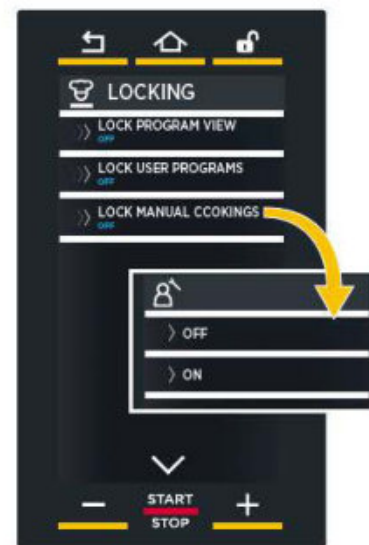 LOCKING
LOCK PROGRAM VIEW
OFF
LOCK USER PROGRAMS
OFF
LOCK MANUAL CCOKINGS
OFF
OFF
ON
START
STOP